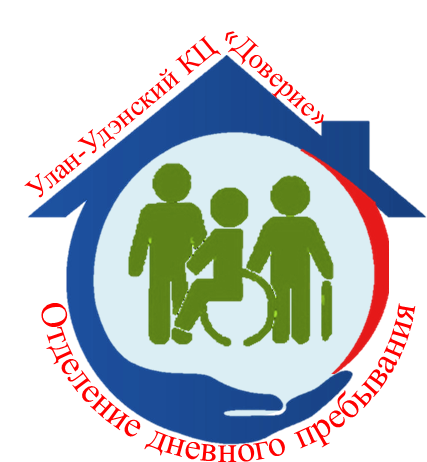 Улан-Удэнский КЦ «Доверие»
Отделение дневного пребывания